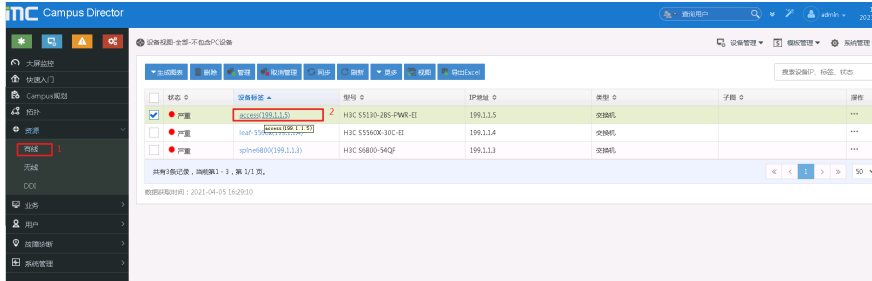 iMC Campus Director
查询用户
admin
202
大屏监控
快速入门
Campus规划
拓扑
资源
有线 1
无线
DDI
业务
用户
故障诊断
系统管理
设备视图-全部-不包含PC设备
设备管理
模板管理
系统管理
生成图表 删除 管理 取消管理 同步 刷新 更多 视图 导出Excel
搜索设备IP、标签、状态
状态 设备标签 型号 IP地址 类型 子图 操作
严重 access(199.1.1.5) 2 H3C S5130-28S-PWR-EI 199.1.1.5 交换机 ...
access(199.1.1.5)
严重 H3C S5560X-30C-EI 199.1.1.4 交换机 ...
严重 spine6800(199.1.1.3) H3C S6800-54QF 199.1.1.3 交换机 ...
共有3条记录，当前第1 - 3，第 1/1 页。
« < 1 > » 50
数据获取时间：2021-04-05 16:29:10